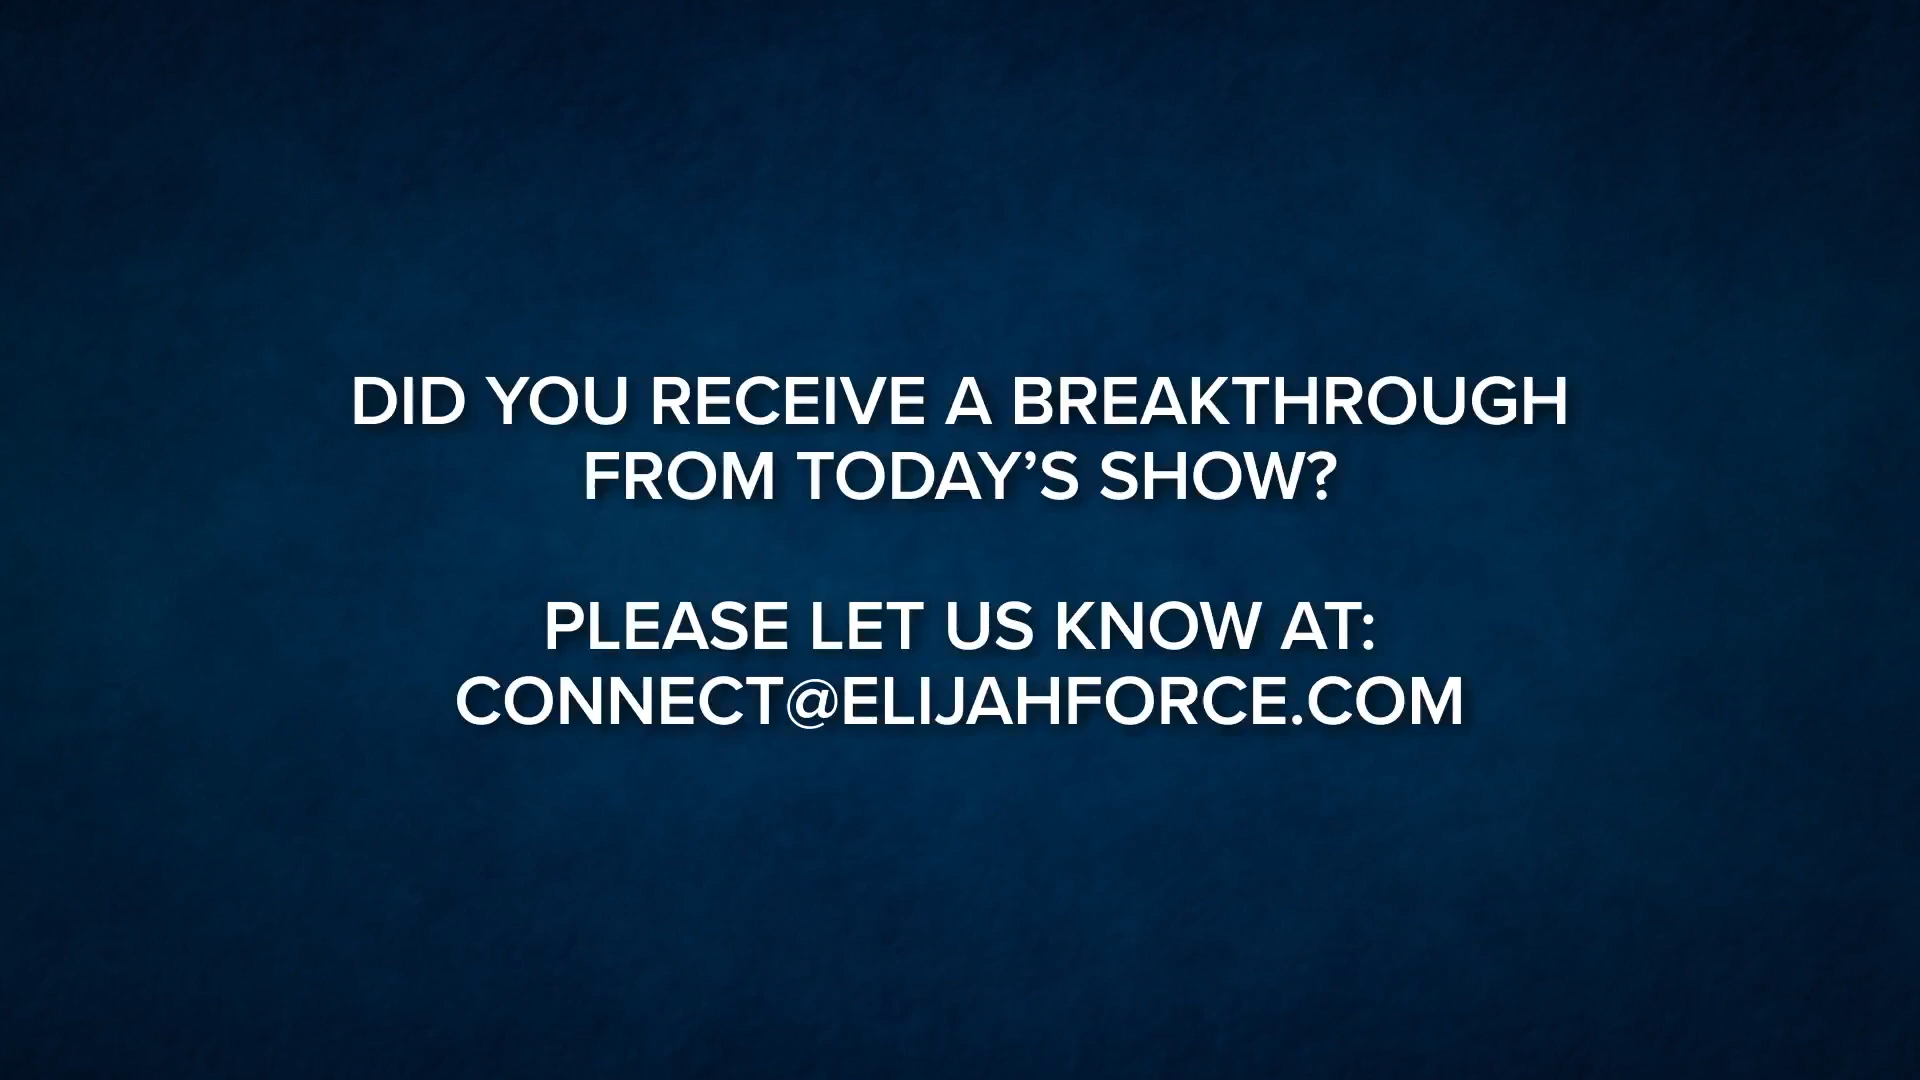 DID YOU RECEIVE A BREAKTHROUGH
FROM TODAY’S SHOW?
PLEASE LET US KNOW AT:
CONNECT@ELIJAHFORCE.COM